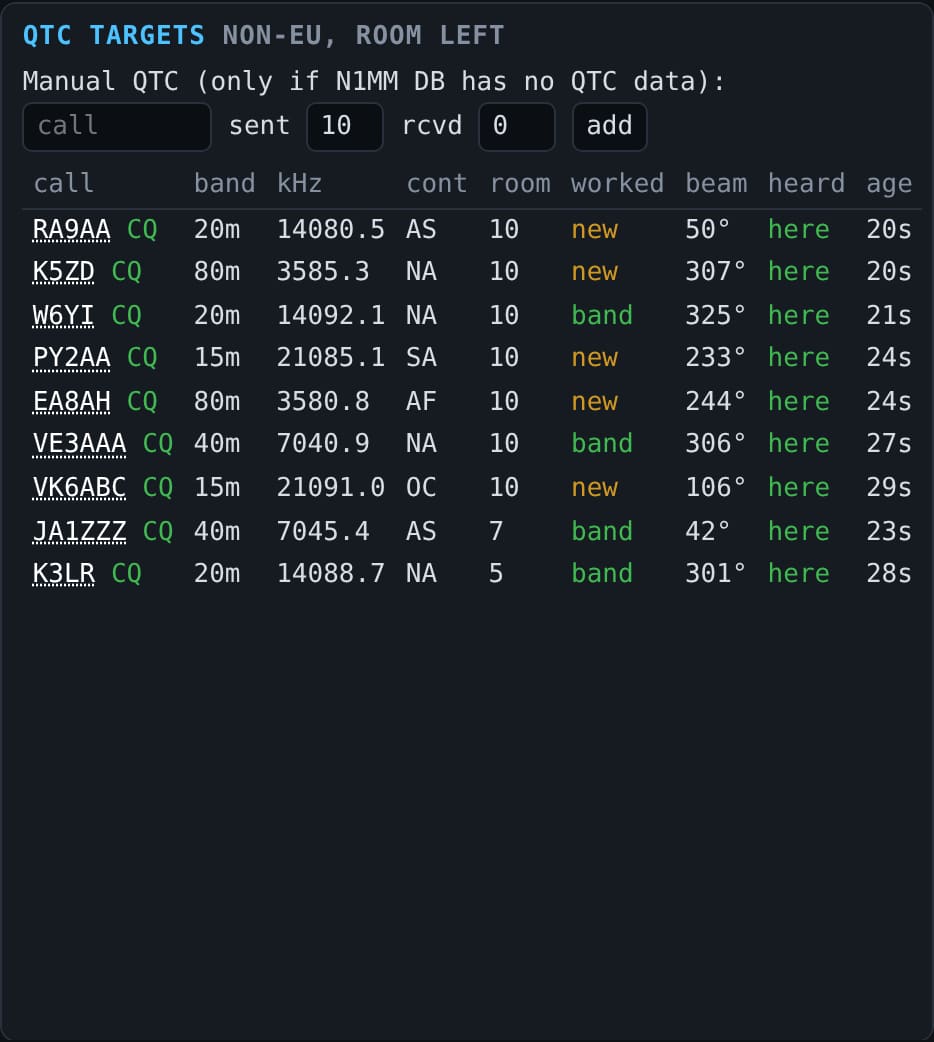 QTC TARGETS NON-EU, ROOM LEFT
Manual QTC (only if N1MM DB has no QTC data):
call sent 10 rcvd 0 add
call band kHz cont room worked beam heard age
RA9AA CQ 20m 14080.5 AS 10 new 50° here 20s
K5ZD CQ 80m 3585.3 NA 10 new 307° here 20s
W6YI CQ 20m 14092.1 NA 10 band 325° here 21s
PY2AA CQ 15m 21085.1 SA 10 new 233° here 24s
EA8AH CQ 80m 3580.8 AF 10 new 244° here 24s
VE3AAA CQ 40m 7040.9 NA 10 band 306° here 27s
VK6ABC CQ 15m 21091.0 OC 10 new 106° here 29s
JA1ZZZ CQ 40m 7045.4 AS 7 band 42° here 23s
K3LR CQ 20m 14088.7 NA 5 band 301° here 28s